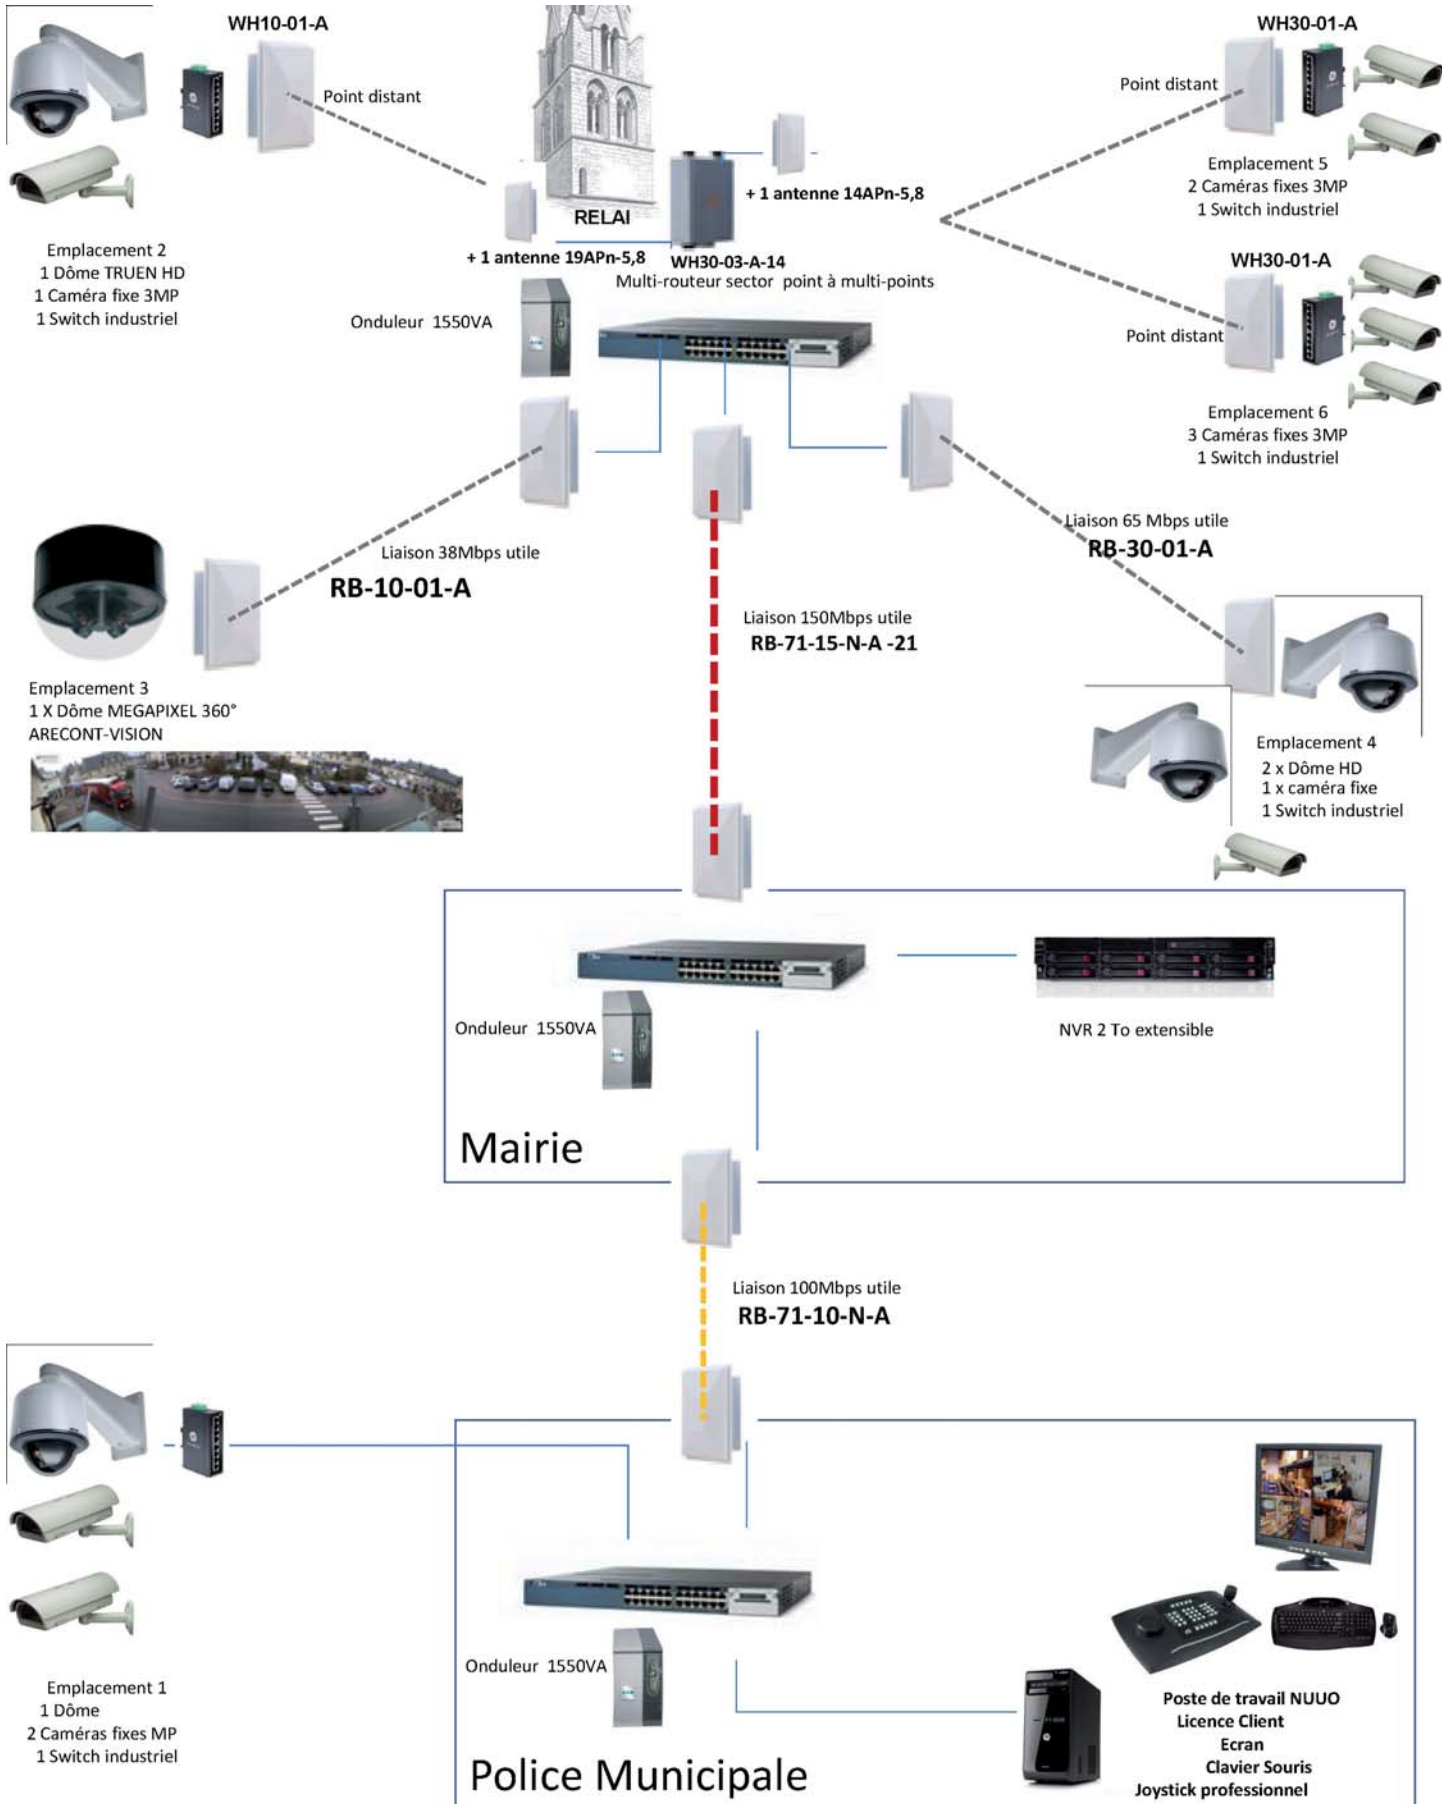 WH10-01-A
Point distant
Emplacement 2
1 Dôme TRUEN HD
1 Caméra fixe 3MP
1 Switch industriel
RELAI
+ 1 antenne 14APn-5,8
+ 1 antenne 19APn-5,8
WH30-03-A-14
Multi-routeur sector point à multi-points
Onduleur 1550VA
WH30-01-A
Point distant
Emplacement 5
2 Caméras fixes 3MP
1 Switch industriel
WH30-01-A
Point distant
Emplacement 6
3 Caméras fixes 3MP
1 Switch industriel
Liaison 38Mbps utile
RB-10-01-A
Liaison 65 Mbps utile
RB-30-01-A
Liaison 150Mbps utile
RB-71-15-N-A -21
Emplacement 3
1 X Dôme MEGAPIXEL 360°
ARECONT-VISION
Emplacement 4
2 x Dôme HD
1 x caméra fixe
1 Switch industriel
Onduleur 1550VA
NVR 2 To extensible
Mairie
Liaison 100Mbps utile
RB-71-10-N-A
Emplacement 1
1 Dôme
2 Caméras fixes MP
1 Switch industriel
Onduleur 1550VA
Police Municipale
Poste de travail NUUO
Licence Client
Ecran
Clavier Souris
Joystick professionnel